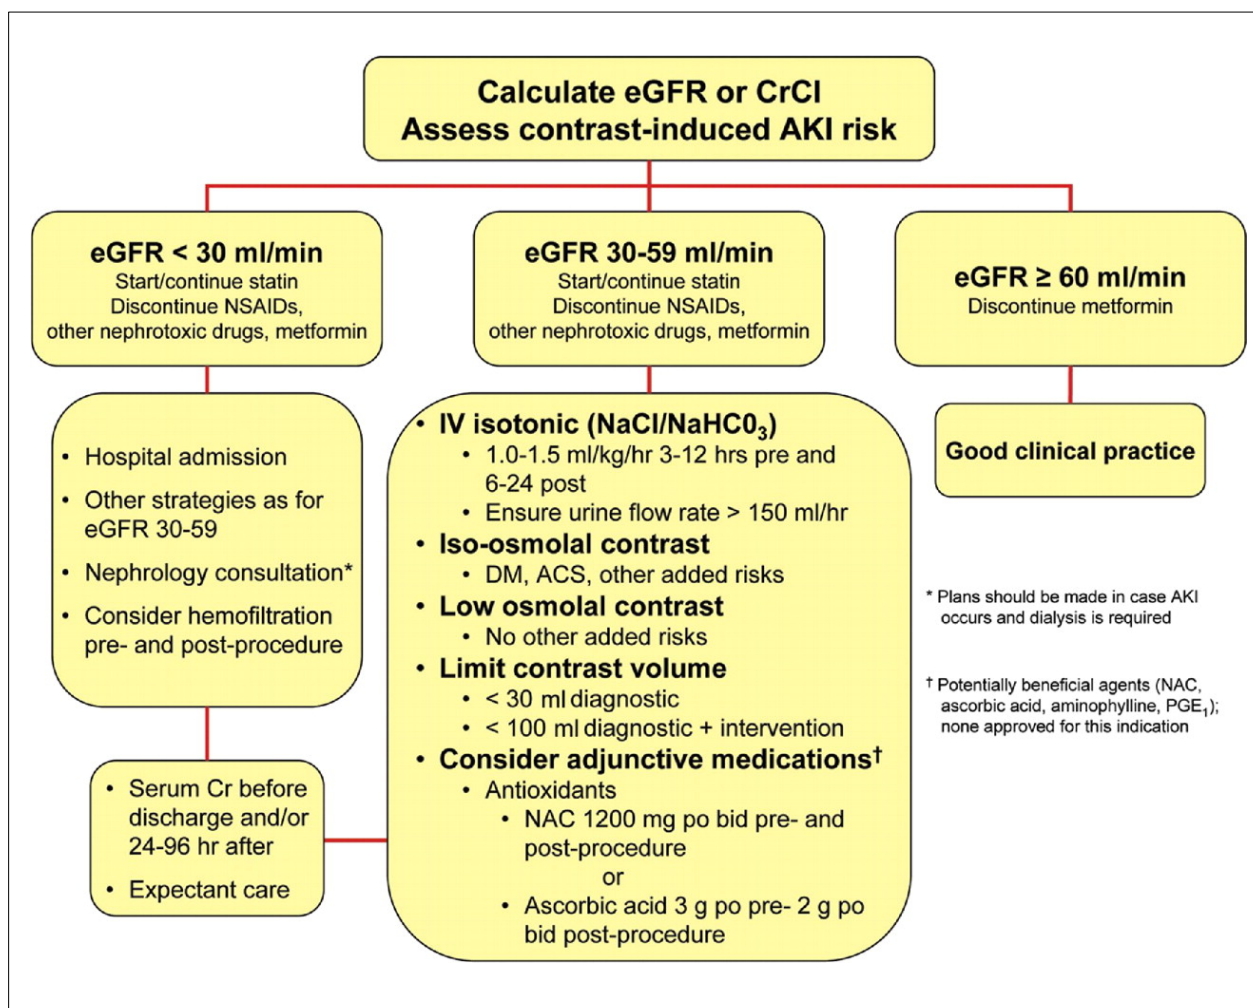 Calculate eGFR or CrCl
Assess contrast-induced AKI risk
eGFR < 30 ml/min
Start/continue statin
Discontinue NSAIDs,
other nephrotoxic drugs, metformin
eGFR 30-59 ml/min
Start/continue statin
Discontinue NSAIDs,
other nephrotoxic drugs, metformin
eGFR ≥ 60 ml/min
Discontinue metformin
• Hospital admission
• Other strategies as for
eGFR 30-59
• Nephrology consultation*
• Consider hemofiltration
pre- and post-procedure
• Serum Cr before
discharge and/or
24-96 hr after
• Expectant care
• IV isotonic (NaCl/NaHC0₃)
• 1.0-1.5 ml/kg/hr 3-12 hrs pre and
6-24 post
• Ensure urine flow rate > 150 ml/hr
• Iso-osmolal contrast
• DM, ACS, other added risks
• Low osmolal contrast
• No other added risks
• Limit contrast volume
• < 30 ml diagnostic
• < 100 ml diagnostic + intervention
• Consider adjunctive medications†
• Antioxidants
• NAC 1200 mg po bid pre- and
post-procedure
or
• Ascorbic acid 3 g po pre- 2 g po
bid post-procedure
Good clinical practice
* Plans should be made in case AKI
occurs and dialysis is required
† Potentially beneficial agents (NAC,
ascorbic acid, aminophylline, PGE₁);
none approved for this indication